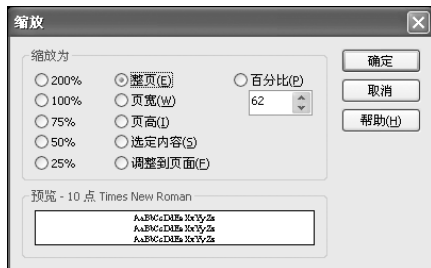 缩放
缩放为
200% 整页(E) 百分比(P)
100% 页宽(W) 62
75% 页高(I)
50% 选定内容(S)
25% 调整到页面(F)
确定
取消
帮助(H)
预览 - 10 点 Times New Roman
AaBbCcDdEe XxYyZz
AaBbCcDdEe XxYyZz
AaBbCcDdEe XxYyZz